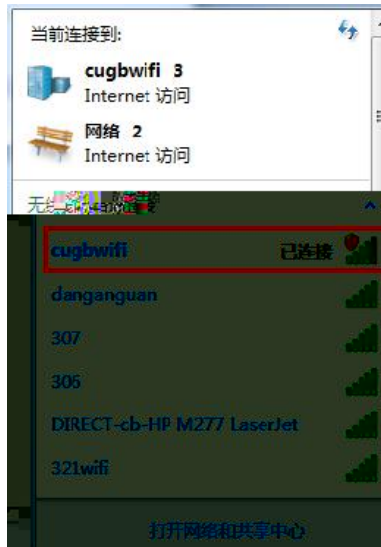 当前连接到:
cugbwifi 3
Internet 访问
网络 2
Internet 访问
cugbwifi 已连接
danganguan
307
306
DIRECT-cb-HP M277 LaserJet
321wifi
打开网络和共享中心